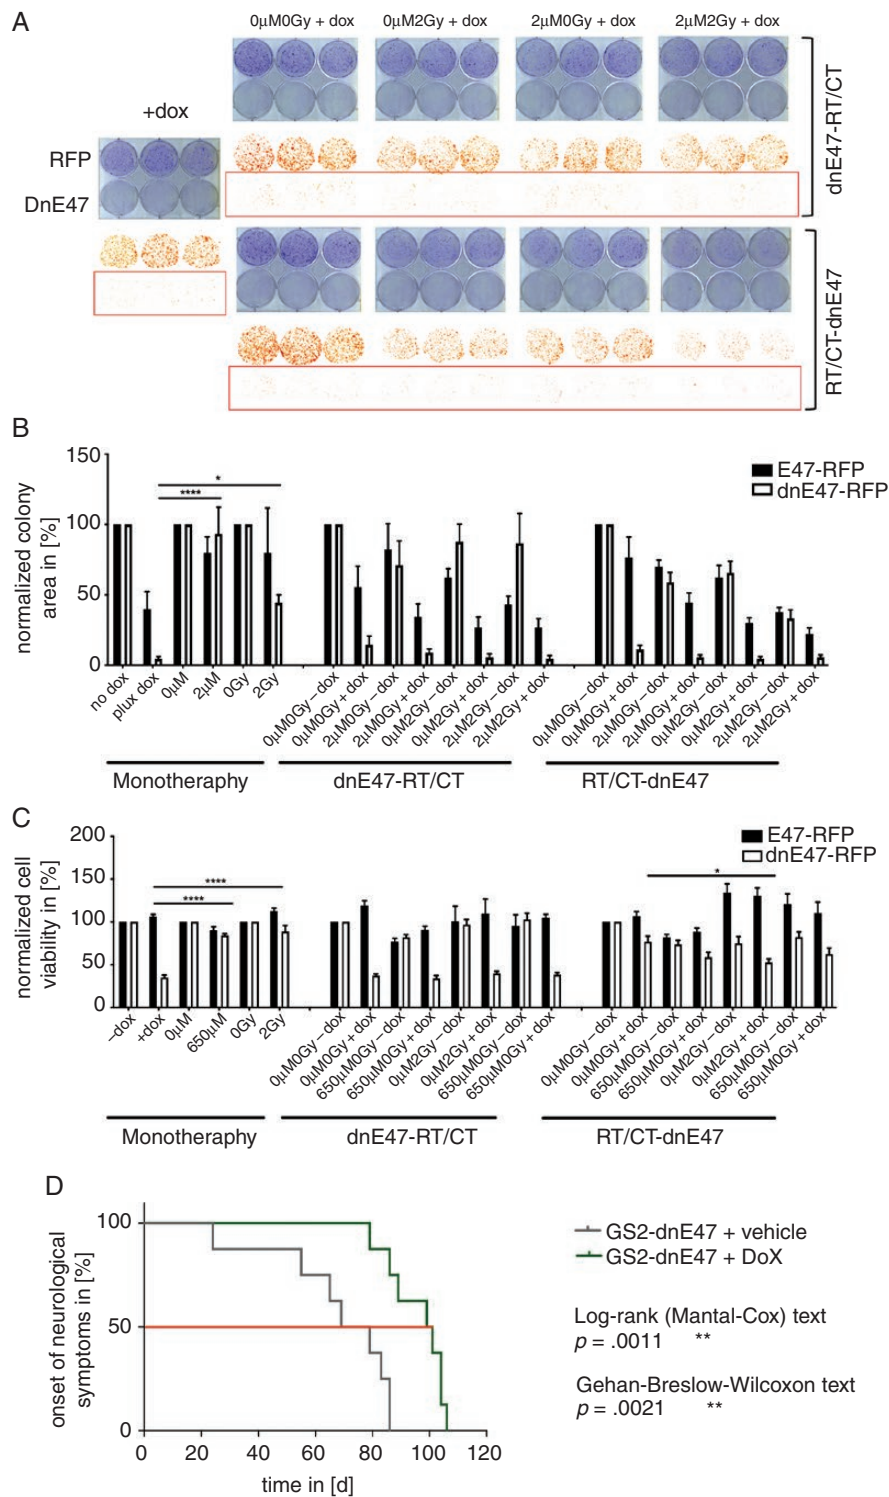 A
0μM0Gy + dox
0μM2Gy + dox
2μM0Gy + dox
2μM2Gy + dox
+dox
RFP
DnE47
dnE47-RT/CT
RT/CT-dnE47
B
normalized colony
area in [%]
150
100
50
0
*
****
E47-RFP
dnE47-RFP
no dox
plux dox
0μM
2μM
0Gy
2Gy
0μM0Gy – dox
0μM0Gy + dox
2μM0Gy – dox
2μM0Gy + dox
0μM2Gy – dox
0μM2Gy + dox
2μM2Gy – dox
2μM2Gy + dox
0μM0Gy – dox
0μM0Gy + dox
2μM0Gy – dox
2μM0Gy + dox
0μM2Gy – dox
0μM2Gy + dox
2μM2Gy – dox
2μM2Gy + dox
Monotheraphy
dnE47-RT/CT
RT/CT-dnE47
C
normalized cell
viability in [%]
200
150
100
50
0
****
****
*
E47-RFP
dnE47-RFP
–dox
+dox
0μM
650μM
0Gy
2Gy
0μM0Gy – dox
0μM0Gy + dox
650μM0Gy – dox
650μM0Gy + dox
0μM2Gy – dox
0μM2Gy + dox
650μM0Gy – dox
650μM0Gy + dox
0μM0Gy – dox
0μM0Gy + dox
650μM0Gy – dox
650μM0Gy + dox
0μM2Gy – dox
0μM2Gy + dox
650μM0Gy – dox
650μM0Gy + dox
Monotheraphy
dnE47-RT/CT
RT/CT-dnE47
D
onset of neurological
symptoms in [%]
100
50
0
0 20 40 60 80 100 120
time in [d]
GS2-dnE47 + vehicle
GS2-dnE47 + DoX
Log-rank (Mantal-Cox) text
p = .0011 **
Gehan-Breslow-Wilcoxon text
p = .0021 **